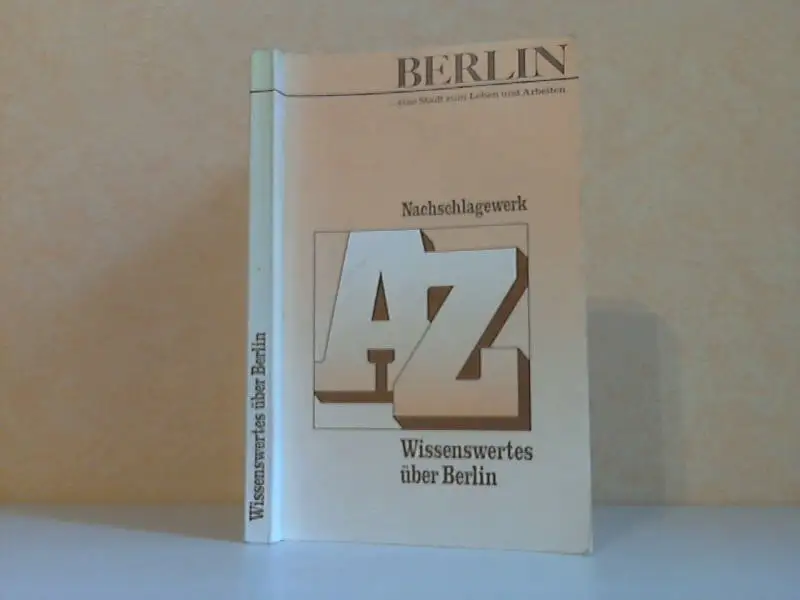 BERLIN
eine Stadt zum Leben und Arbeiten
Nachschlagewerk
AZ
Wissenswertes
über Berlin
Wissenswertes über Berlin